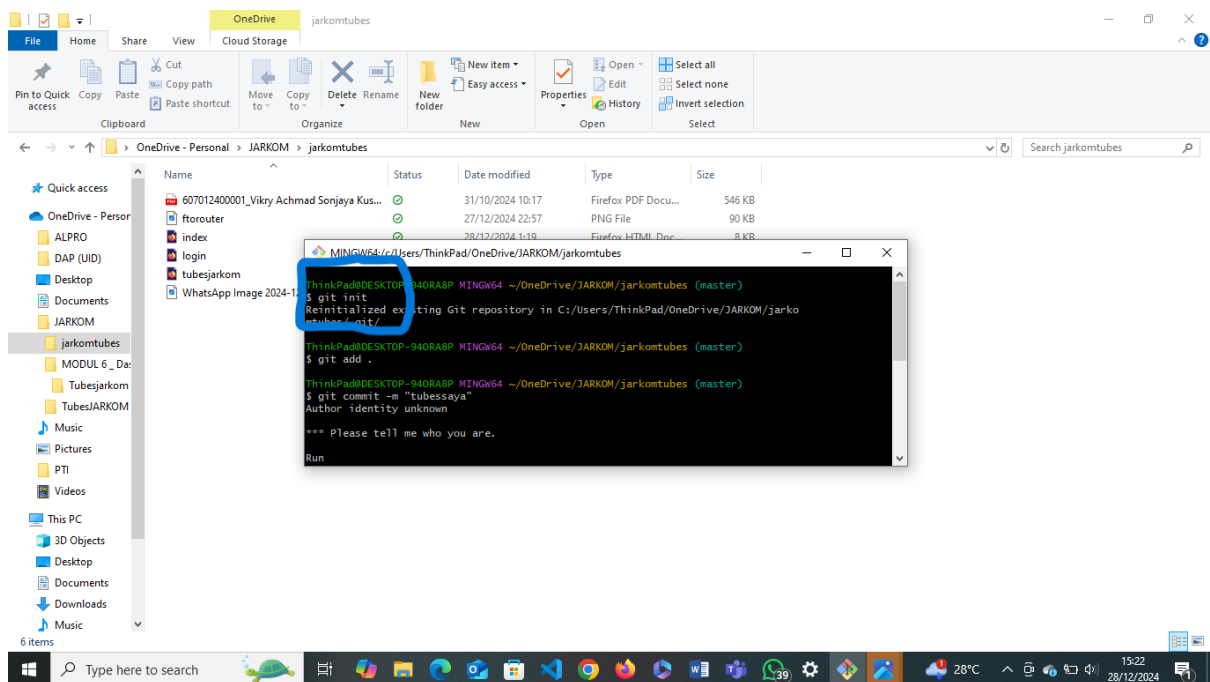 OneDrive
jarkomtubes
File
Home
Share
View
Cloud Storage
Pin to Quick access
Copy
Paste
Cut
Copy path
Paste shortcut
Clipboard
Move to
Copy to
Delete
Rename
Organize
New folder
New item
Easy access
New
Properties
Open
Edit
History
Open
Select all
Select none
Invert selection
Select
OneDrive - Personal > JARKOM > jarkomtubes
Search jarkomtubes
Quick access
OneDrive - Person
ALPRO
DAP (UID)
Desktop
Documents
JARKOM
jarkomtubes
MODUL 6 _ Da
Tubesjarkom
TubesJARKOM
Music
Pictures
PTI
Videos
This PC
3D Objects
Desktop
Documents
Downloads
Music
Name Status Date modified Type Size
607012400001_Vikry Achmad Sonjaya Kus... 31/10/2024 10:17 Firefox PDF Docu... 546 KB
ftorouter 27/12/2024 22:57 PNG File 90 KB
index 28/12/2024 1:19 Firefox HTML Doc... 8 KB
login
tubesjarkom
WhatsApp Image 2024-12
MINGW64:/c/Users/ThinkPad/OneDrive/JARKOM/jarkomtubes
ThinkPad@DESKTOP-94ORA8P MINGW64 ~/OneDrive/JARKOM/jarkomtubes (master)
$ git init
Reinitialized existing Git repository in C:/Users/ThinkPad/OneDrive/JARKOM/jarko
mtubes/.git/
ThinkPad@DESKTOP-94ORA8P MINGW64 ~/OneDrive/JARKOM/jarkomtubes (master)
$ git add .
ThinkPad@DESKTOP-94ORA8P MINGW64 ~/OneDrive/JARKOM/jarkomtubes (master)
$ git commit -m "tubessaya"
Author identity unknown
*** Please tell me who you are.
Run
6 items
Type here to search
39
28°C
15:22
28/12/2024
1